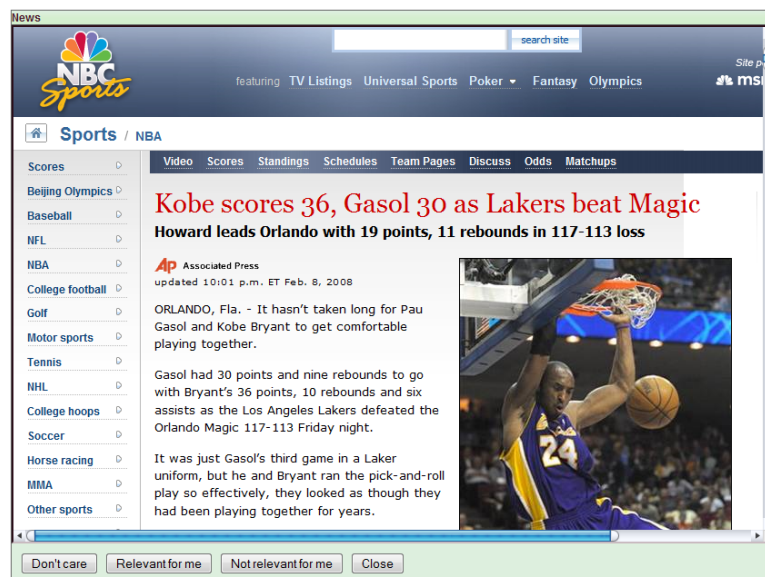 News
search site
NBC
Sports
featuring TV Listings Universal Sports Poker Fantasy Olympics
Site p
msn
Sports / NBA
Video Scores Standings Schedules Team Pages Discuss Odds Matchups
Scores
Beijing Olympics
Baseball
NFL
NBA
College football
Golf
Motor sports
Tennis
NHL
College hoops
Soccer
Horse racing
MMA
Other sports
Kobe scores 36, Gasol 30 as Lakers beat Magic
Howard leads Orlando with 19 points, 11 rebounds in 117-113 loss
AP Associated Press
updated 10:01 p.m. ET Feb. 8, 2008
ORLANDO, Fla. - It hasn't taken long for Pau
Gasol and Kobe Bryant to get comfortable
playing together.
Gasol had 30 points and nine rebounds to go
with Bryant's 36 points, 10 rebounds and six
assists as the Los Angeles Lakers defeated the
Orlando Magic 117-113 Friday night.
It was just Gasol's third game in a Laker
uniform, but he and Bryant ran the pick-and-roll
play so effectively, they looked as though they
had been playing together for years.
24
Don't care Relevant for me Not relevant for me Close